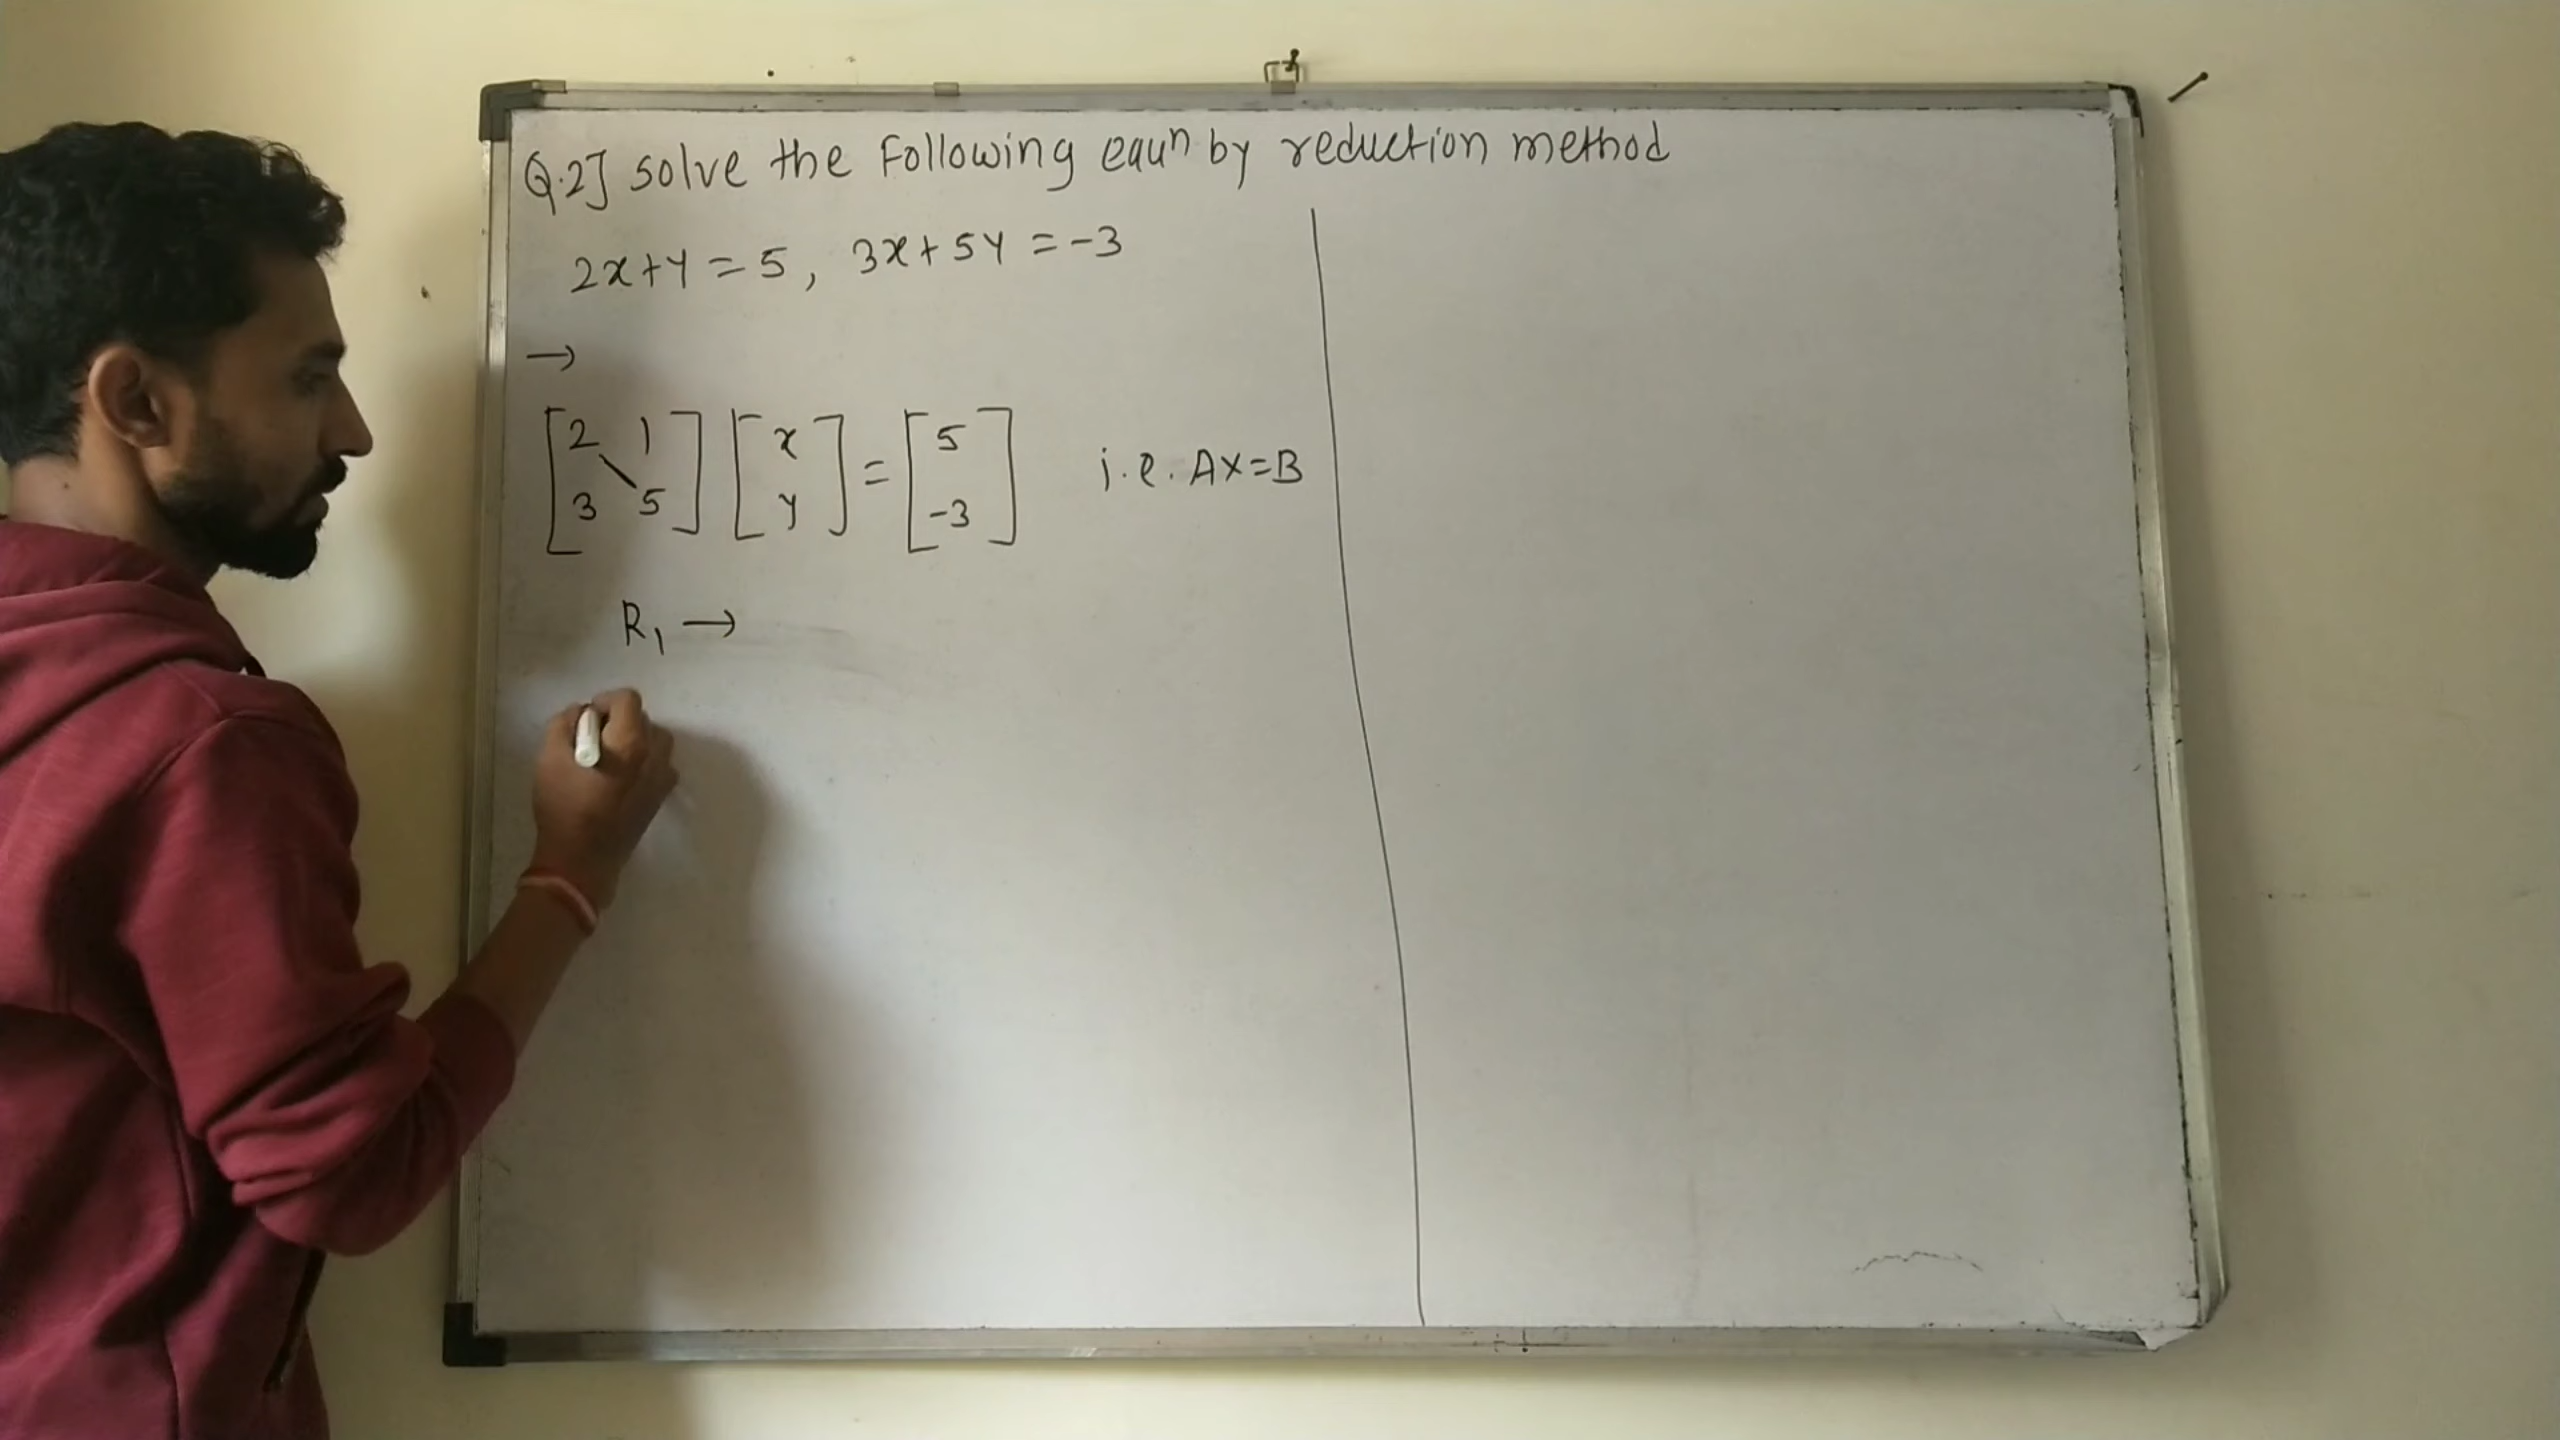 Q.2] solve the Following eqUⁿ by reduction method
2x+y = 5, 3x+5y = -3
→
[2 1] [x] = [5] i.e. AX=B
[3 5] [y] [-3]
R₁ →